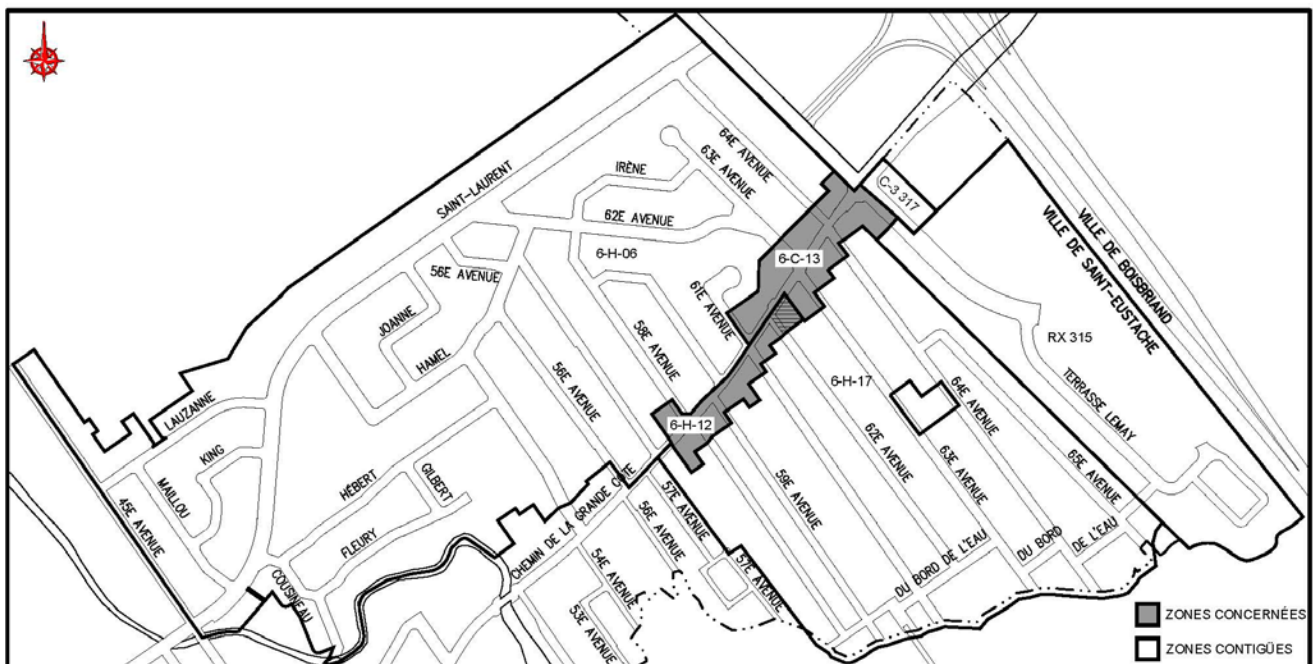 SAINT-LAURENT
64E AVENUE
63E AVENUE
IRÈNE
62E AVENUE
6-H-06
56E AVENUE
61E AVENUE
6-C-13
C-3 317
VILLE DE BOISBRIAND
VILLE DE SAINT-EUSTACHE
JOANNE
HAMEL
58E AVENUE
56E AVENUE
6-H-12
6-H-17
RX 315
TERRASSE LEMAY
64E AVENUE
62E AVENUE
63E AVENUE
65E AVENUE
59E AVENUE
LAUZANNE
KING
MAILLOU
45E AVENUE
HÉBERT
GILBERT
FLEURY
COUSINEAU
CHEMIN DE LA GRANDE CÔTE
57E AVENUE
56E AVENUE
54E AVENUE
53E AVENUE
57E AVENUE
DU BORD DE L'EAU
DU BORD
DE L'EAU
ZONES CONCERNÉES
ZONES CONTIGÜES